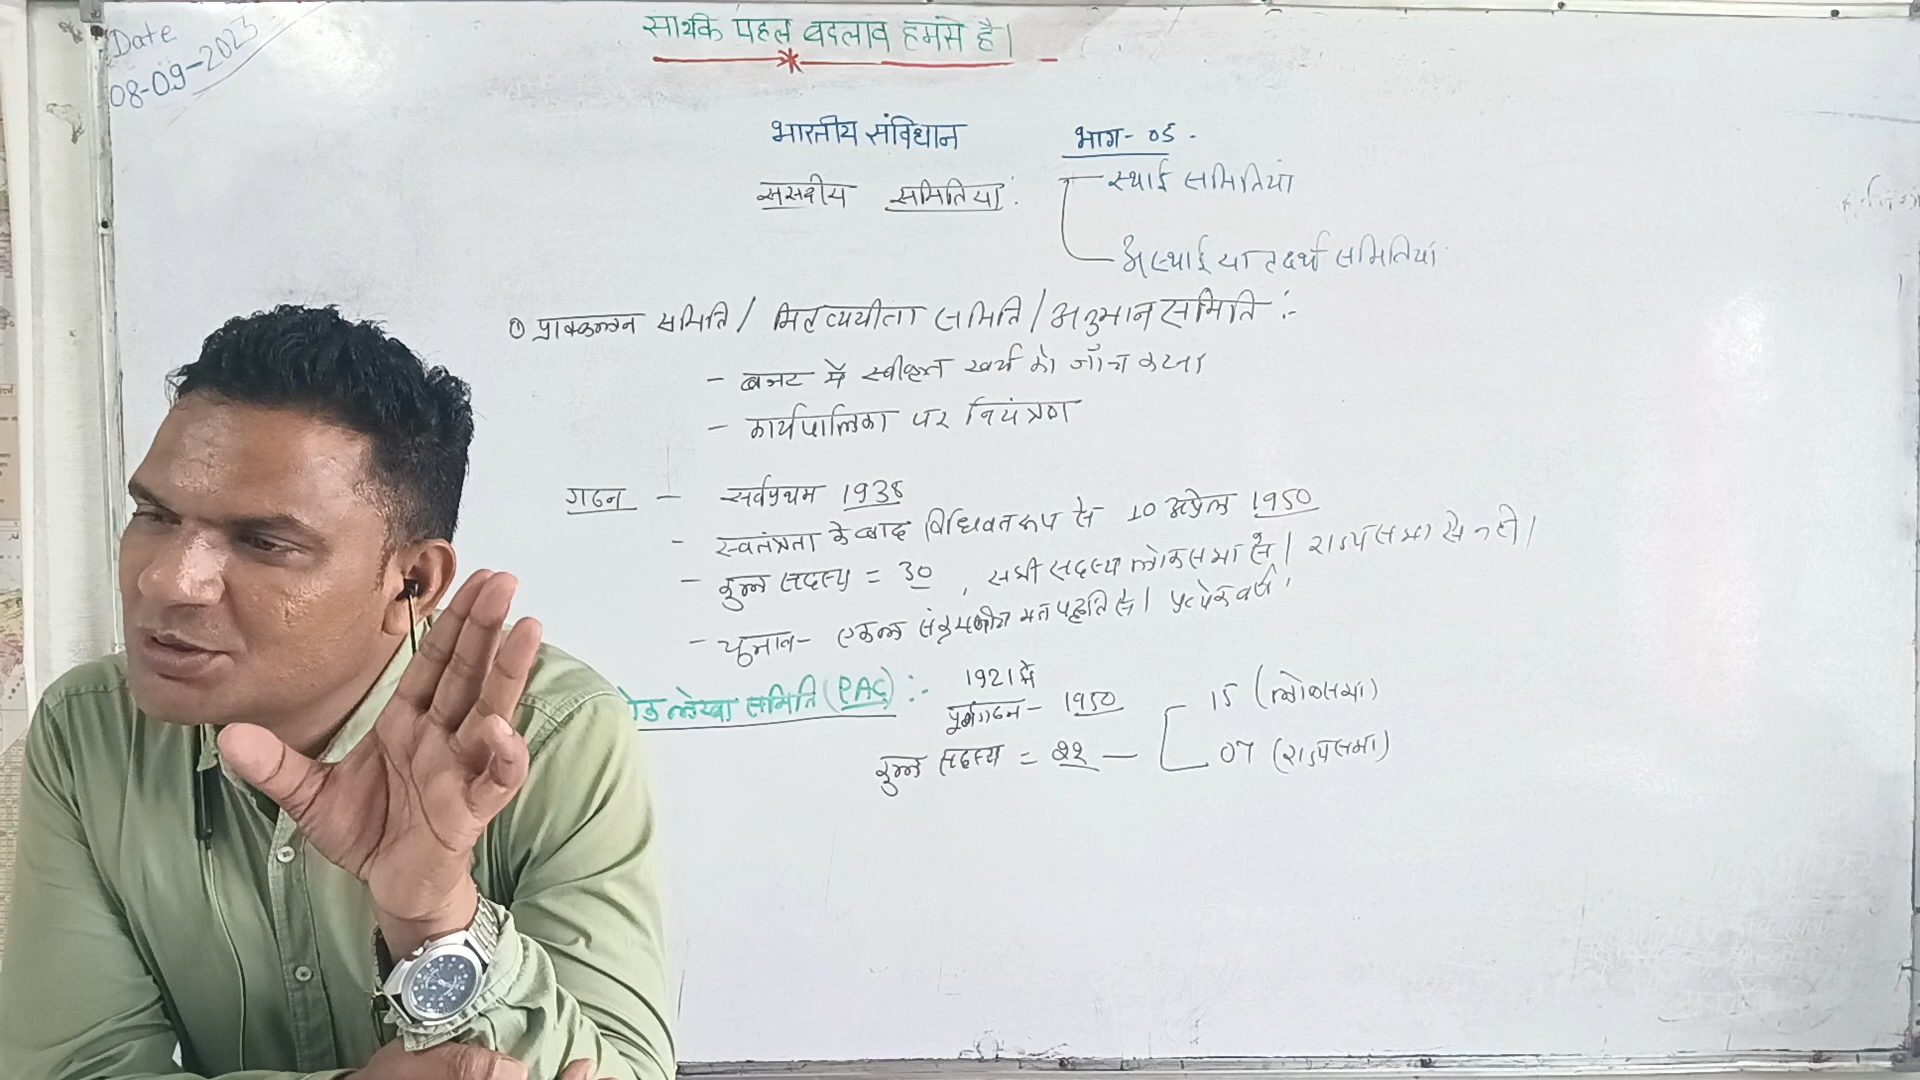 Date
08-09-2023
सार्थक पहल बदलाव हमसे है।
भारतीय संविधान भाग- 05.
ससदीय समितियां :
स्थाई समितियां
अस्थाई या तदर्थ समितियां
① प्राक्कलन समिति / मितव्ययीता समिति / अनुमान समिति :-
- बजट में स्वीकृत खर्च की जाँच करना
- कार्यपालिका पर नियंत्रण
गठन - सर्वप्रथम 1938
- स्वतंत्रता के बाद विधिवत रूप से 10 अप्रैल 1950
- कुल सदस्य = 30 , सभी सदस्य लोकसभा से। राज्यसभा से नही।
- चुनाव- एकल संक्रमणीय मत पद्धति से। प्रत्येक वर्ष।
लेखा समिति (PAC) :- 1921 में
पुर्नगठन - 1950
कुल सदस्य = 22 -
15 (लोकसभा)
07 (राज्यसभा)